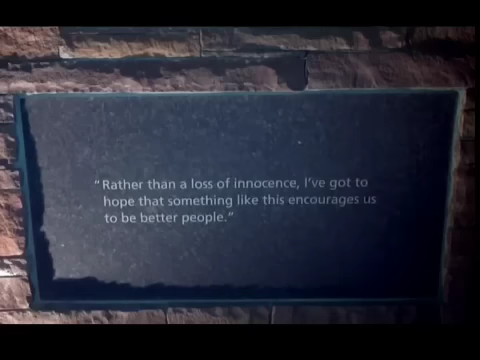 “Rather than a loss of innocence, I’ve got to
hope that something like this encourages us
to be better people.”